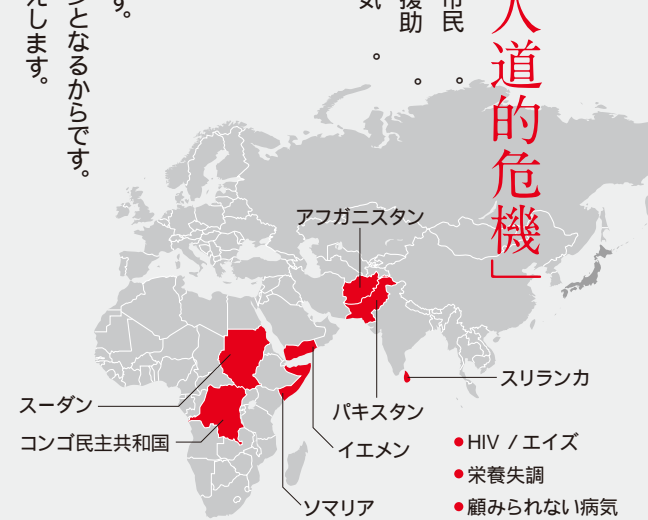 人道的危機」
市民。
援助。
気。
す。
となるからです。
えします。
アフガニスタン
スリランカ
パキスタン
スーダン
コンゴ民主共和国
イエメン
ソマリア
●HIV / エイズ
●栄養失調
●顧みられない病気